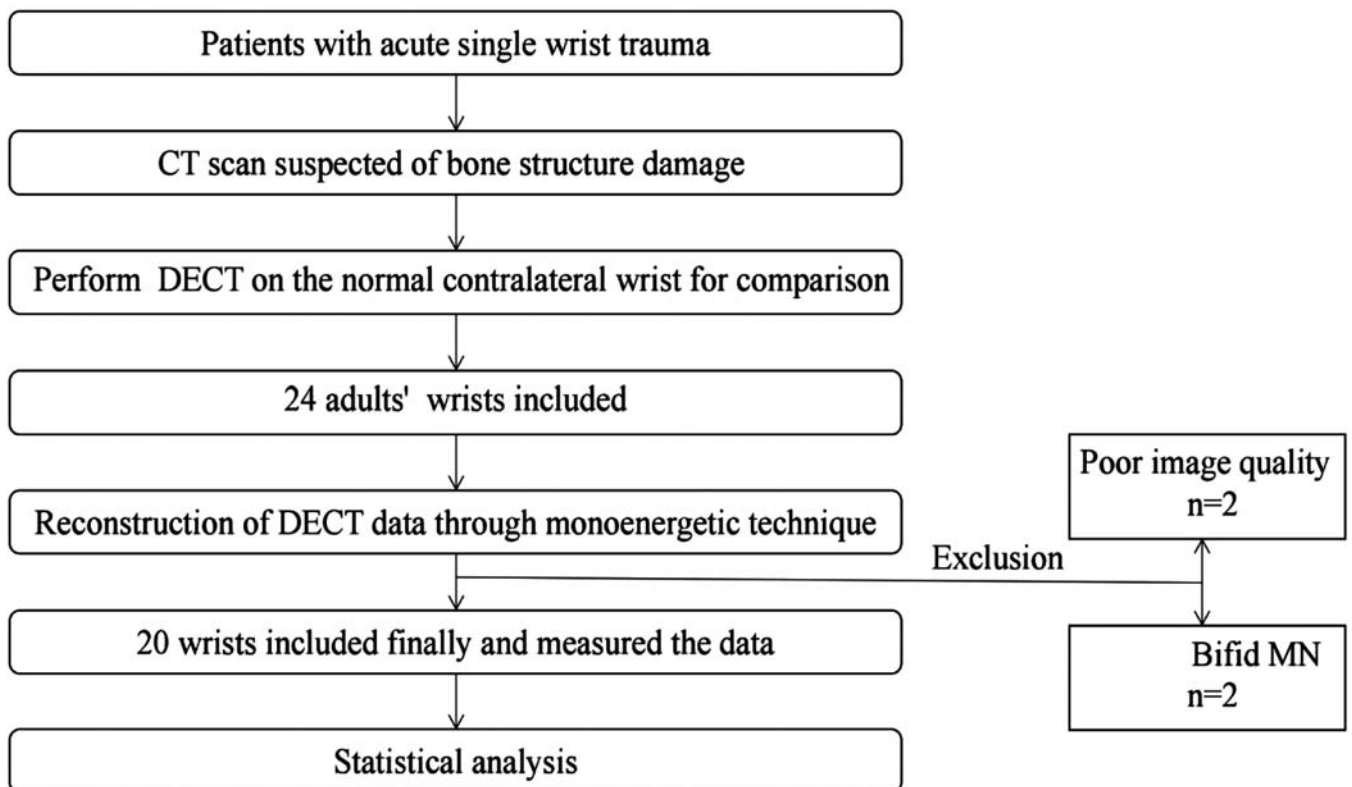 Patients with acute single wrist trauma
CT scan suspected of bone structure damage
Perform DECT on the normal contralateral wrist for comparison
24 adults' wrists included
Reconstruction of DECT data through monoenergetic technique
Exclusion
Poor image quality
n=2
Bifid MN
n=2
20 wrists included finally and measured the data
Statistical analysis